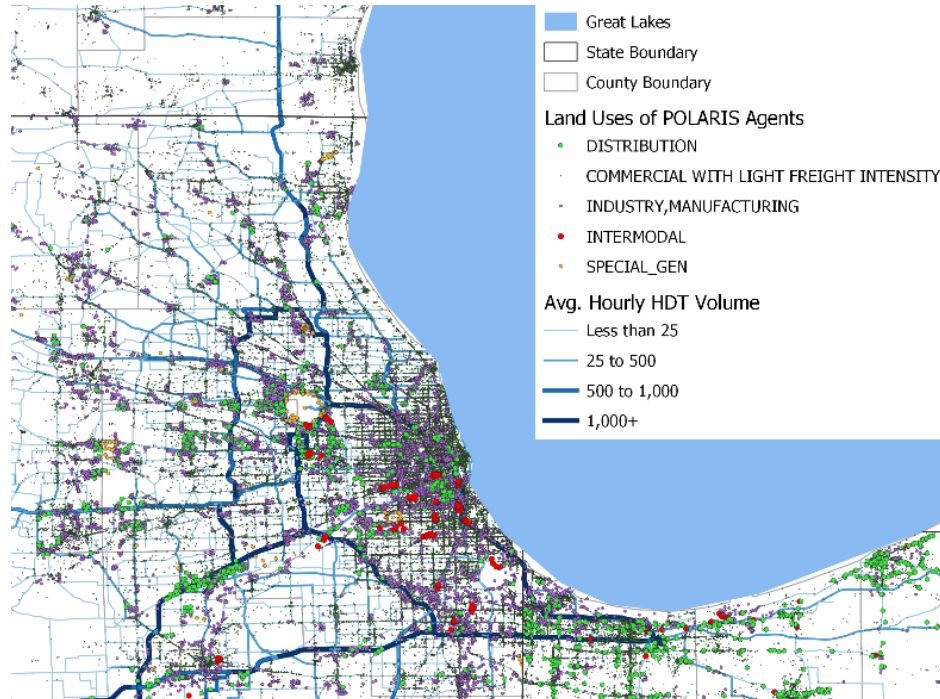 Great Lakes
State Boundary
County Boundary
Land Uses of POLARIS Agents
DISTRIBUTION
COMMERCIAL WITH LIGHT FREIGHT INTENSITY
INDUSTRY,MANUFACTURING
INTERMODAL
SPECIAL_GEN
Avg. Hourly HDT Volume
Less than 25
25 to 500
500 to 1,000
1,000+